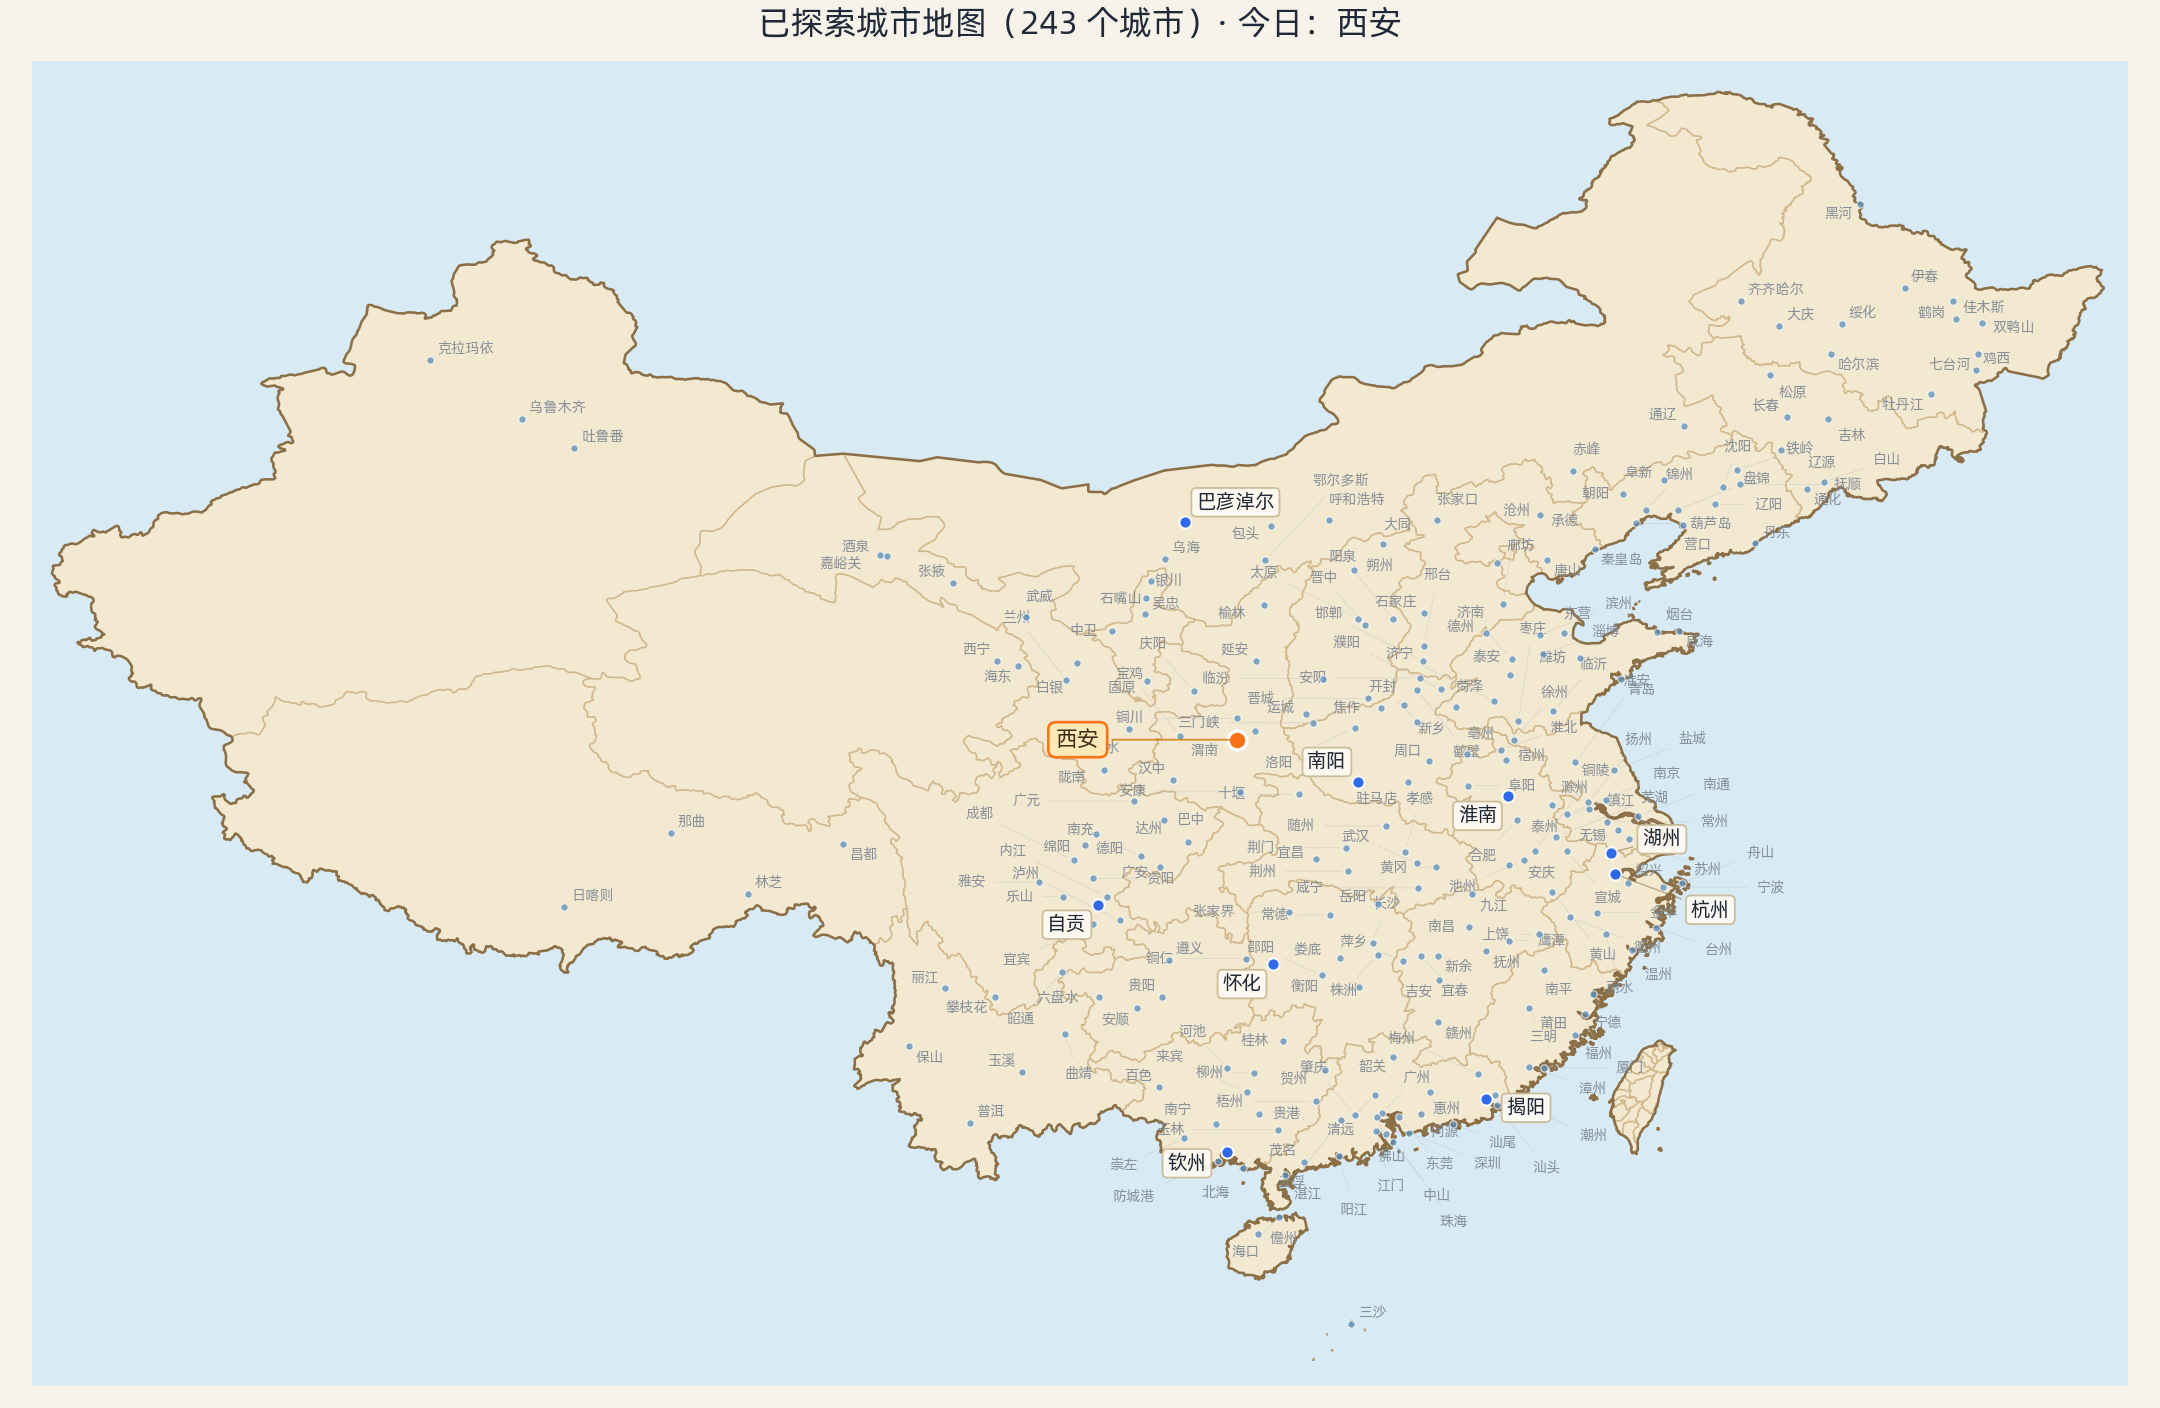 已探索城市地图（243 个城市）· 今日：西安
黑河
伊春
齐齐哈尔
佳木斯
大庆
绥化
鹤岗
双鸭山
克拉玛依
七台河
鸡西
哈尔滨
松原
长春
牡丹江
乌鲁木齐
通辽
吐鲁番
吉林
沈阳
铁岭
赤峰
辽源
白山
阜新
锦州
盘锦
抚顺
鄂尔多斯
朝阳
呼和浩特
张家口
通化
巴彦淖尔
辽阳
沧州
承德
大同
葫芦岛
包头
丹东
酒泉
乌海
廊坊
营口
嘉峪关
阳泉
秦皇岛
张掖
朔州
唐山
银川
太原
晋中
邢台
武威
石嘴山
吴忠
石家庄
滨州
兰州
榆林
邯郸
济南
东营
烟台
中卫
德州
枣庄
淄博
庆阳
濮阳
威海
西宁
延安
济宁
泰安
潍坊
临沂
海东
宝鸡
临汾
安阳
淮安
白银
固原
开封
菏泽
青岛
晋城
徐州
铜川
三门峡
运城
焦作
新乡
亳州
淮北
扬州
盐城
西安
水
渭南
周口
鹤壁
宿州
洛阳
南阳
陇南
汉中
铜陵
南京
安康
十堰
阜阳
滁州
南通
广元
驻马店
孝感
镇江
芜湖
成都
淮南
巴中
随州
泰州
常州
那曲
南充
达州
武汉
无锡
湖州
绵阳
德阳
荆门
宜昌
合肥
昌都
内江
黄冈
舟山
泸州
广安
资阳
荆州
安庆
绍兴
苏州
林芝
雅安
咸宁
池州
宁波
日喀则
乐山
岳阳
长沙
宣城
九江
张家界
常德
金华
杭州
自贡
南昌
上饶
鹰潭
宜宾
铜仁
遵义
邵阳
娄底
萍乡
黄山
台州
丽江
贵阳
怀化
新余
抚州
温州
攀枝花
六盘水
衡阳
株洲
吉安
宜春
南平
丽水
昭通
安顺
莆田
宁德
河池
桂林
梅州
赣州
三明
保山
玉溪
来宾
福州
曲靖
百色
柳州
贺州
肇庆
韶关
广州
厦门
漳州
普洱
南宁
梧州
贵港
惠州
揭阳
玉林
清远
河源
潮州
崇左
钦州
茂名
佛山
东莞
深圳
汕尾
汕头
防城港
北海
湛江
江门
中山
阳江
珠海
海口
儋州
三沙